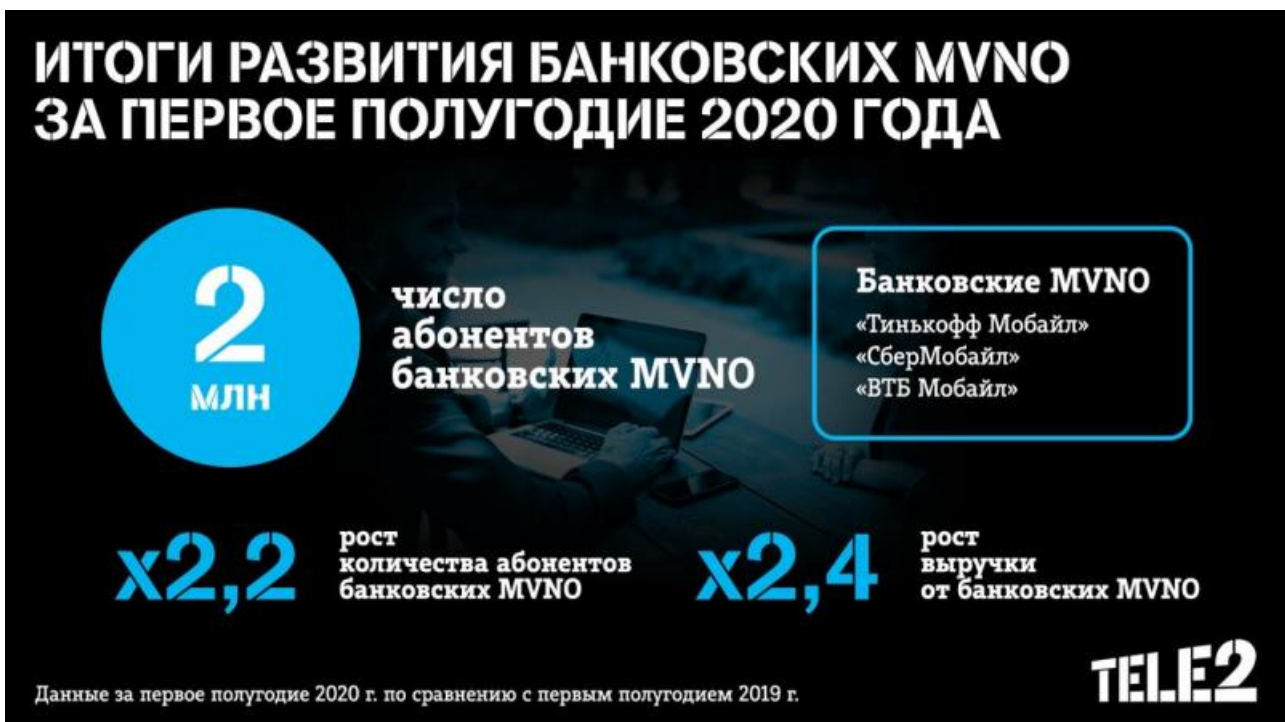 ИТОГИ РАЗВИТИЯ БАНКОВСКИХ MVNO
ЗА ПЕРВОЕ ПОЛУГОДИЕ 2020 ГОДА
2
МЛН
число
абонентов
банковских MVNO
Банковские MVNO
«Тинькофф Мобайл»
«СберМобайл»
«ВТБ Мобайл»
x2,2
рост
количества абонентов
банковских MVNO
x2,4
рост
выручки
от банковских MVNO
Данные за первое полугодие 2020 г. по сравнению с первым полугодием 2019 г.
TELE2